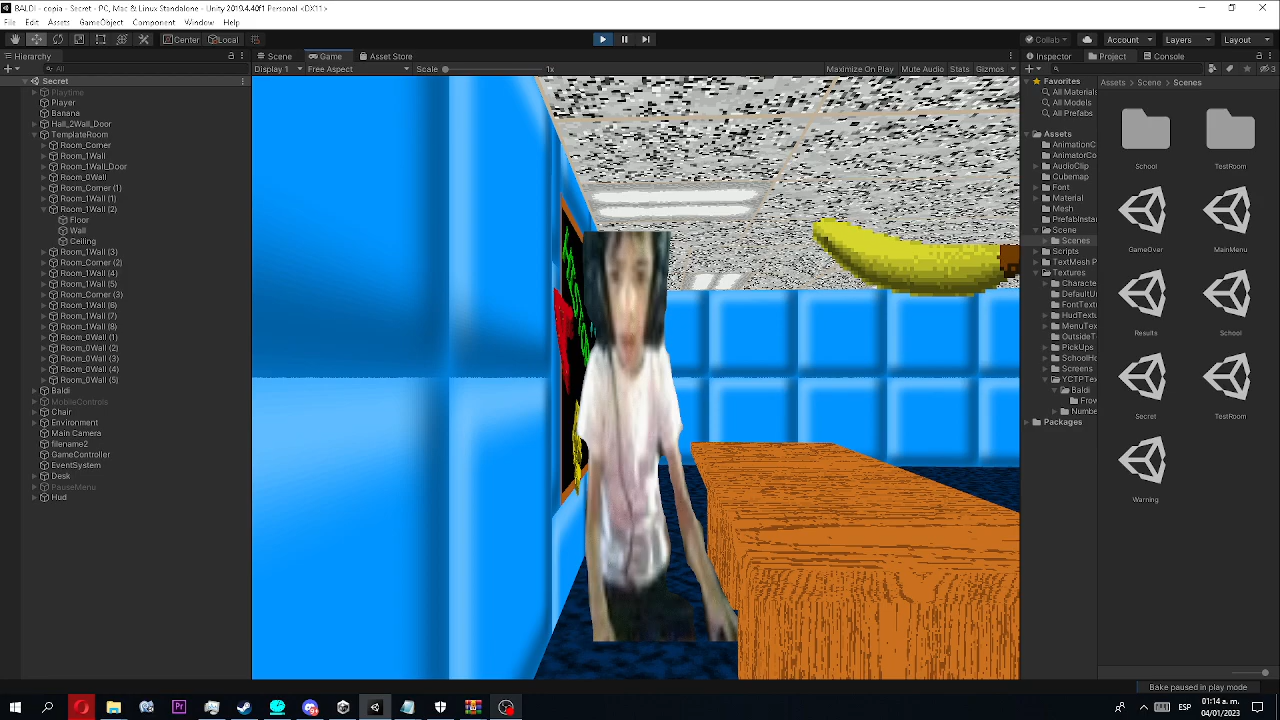 BALDI - copia - Secret - PC, Mac & Linux Standalone - Unity 2019.4.40f1 Personal <DX11>
File Edit Assets GameObject Component Window Help
Center Local Collab Account Layers Layout
Hierarchy Scene Game Asset Store Inspector Project Console
All Display 1 Free Aspect Scale 1x Maximize On Play Mute Audio Stats Gizmos 3
Secret
Playtime
Player
Banana
Hall_2Wall_Door
TemplateRoom
Room_Corner
Room_1Wall
Room_1Wall_Door
Room_0Wall
Room_Corner (1)
Room_1Wall (1)
Room_1Wall (2)
Floor
Wall
Ceiling
Room_1Wall (3)
Room_Corner (2)
Room_1Wall (4)
Room_1Wall (5)
Room_Corner (3)
Room_1Wall (6)
Room_1Wall (7)
Room_1Wall (8)
Room_0Wall (1)
Room_0Wall (2)
Room_0Wall (3)
Room_0Wall (4)
Room_0Wall (5)
Baldi
MobileControls
Chair
Environment
Main Camera
filename2
GameController
EventSystem
Desk
PauseMenu
Hud
Favorites
All Materials
All Models
All Prefabs
Assets
AnimationC
AnimatorCo
AudioClip
Cubemap
Font
Material
Mesh
PrefabInstan
Scene
Scenes
Scripts
TextMesh P
Textures
Characte
DefaultUn
FontText
HudTextu
MenuTex
OutsideT
PickUps
SchoolHo
Screens
YCTPTex
Baldi
Frow
Numbe
Packages
Assets > Scene > Scenes
School TestRoom
GameOver MainMenu
Results School
Secret TestRoom
Warning
Bake paused in play mode
ESP
01:14 a. m.
04/01/2023